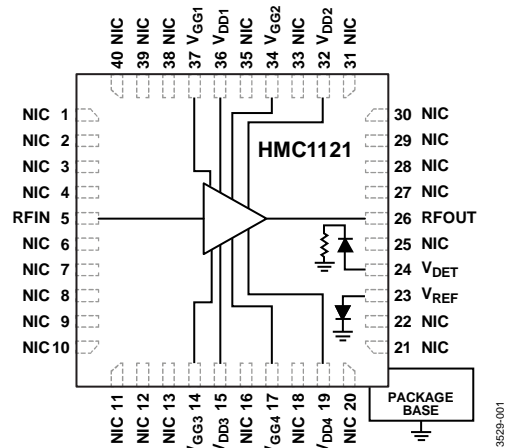 40 NIC
39 NIC
38 NIC
37 VGG1
36 VDD1
35 NIC
34 VGG2
33 NIC
32 VDD2
31 NIC
NIC 1
NIC 2
NIC 3
NIC 4
RFIN 5
NIC 6
NIC 7
NIC 8
NIC 9
NIC 10
HMC1121
30 NIC
29 NIC
28 NIC
27 NIC
26 RFOUT
25 NIC
24 VDET
23 VREF
22 NIC
21 NIC
NIC 11
NIC 12
NIC 13
VGG3 14
VDD3 15
NIC 16
VGG4 17
NIC 18
VDD4 19
NIC 20
PACKAGE
BASE
3529-001